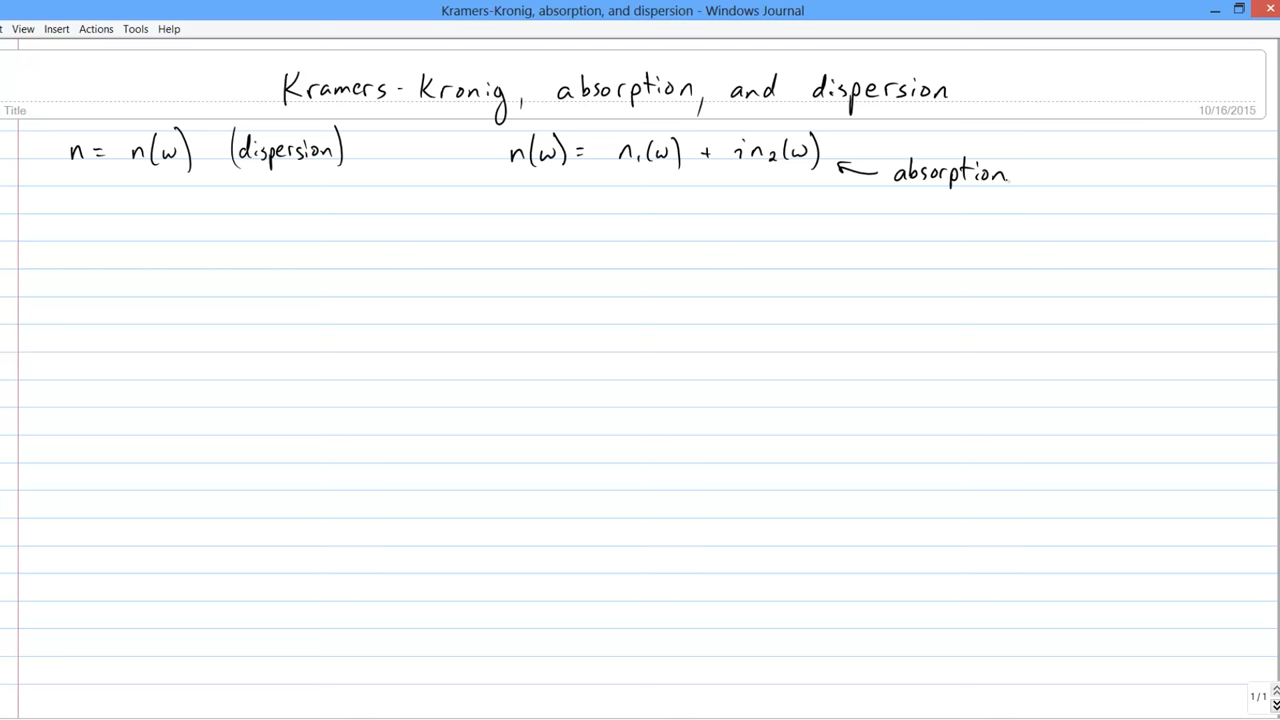 Kramers-Kronig, absorption, and dispersion - Windows Journal
View Insert Actions Tools Help
Kramers - Kronig, absorption, and dispersion
Title 10/16/2015
n = n(w) (dispersion) n(w) = n₁(w) + in₂(w)
← absorption
1 / 1